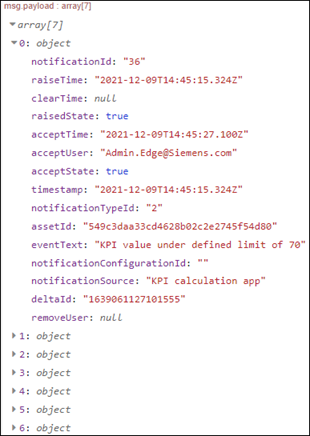 msg.payload : array[7]
array[7]
0: object
notificationId: "36"
raiseTime: "2021-12-09T14:45:15.324Z"
clearTime: null
raisedState: true
acceptTime: "2021-12-09T14:45:27.100Z"
acceptUser: "Admin.Edge@Siemens.com"
acceptState: true
timestamp: "2021-12-09T14:45:15.324Z"
notificationTypeId: "2"
assetId: "549c3daa33cd4628b02c2e2745f54d80"
eventText: "KPI value under defined limit of 70"
notificationConfigurationId: ""
notificationSource: "KPI calculation app"
deltaId: "1639061127101555"
removeUser: null
1: object
2: object
3: object
4: object
5: object
6: object